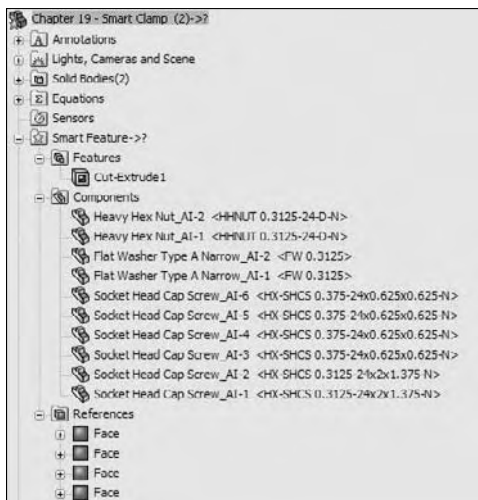 Chapter 19 - Smart Clamp (2)->?
A Annotations
Lights, Cameras and Scene
Solid Bodies(2)
Σ Equations
Sensors
Smart Feature->?
Features
Cut-Extrude1
Components
Heavy Hex Nut_AI-2 <HHNUT 0.3125-24-D-N>
Heavy Hex Nut_AI-1 <HHNUT 0.3125-24-D-N>
Flat Washer Type A Narrow_AI-2 <FW 0.3125>
Flat Washer Type A Narrow_AI-1 <FW 0.3125>
Socket Head Cap Screw_AI-6 <HX-SHCS 0.375-24x0.625x0.625-N>
Socket Head Cap Screw_AI-5 <HX-SHCS 0.375-24x0.625x0.625-N>
Socket Head Cap Screw_AI-4 <HX-SHCS 0.375-24x0.625x0.625-N>
Socket Head Cap Screw_AI-3 <HX-SHCS 0.375-24x0.625x0.625-N>
Socket Head Cap Screw_AI-2 <HX-SHCS 0.3125-24x2x1.375-N>
Socket Head Cap Screw_AI-1 <HX-SHCS 0.3125-24x2x1.375-N>
References
Face
Face
Face
Face